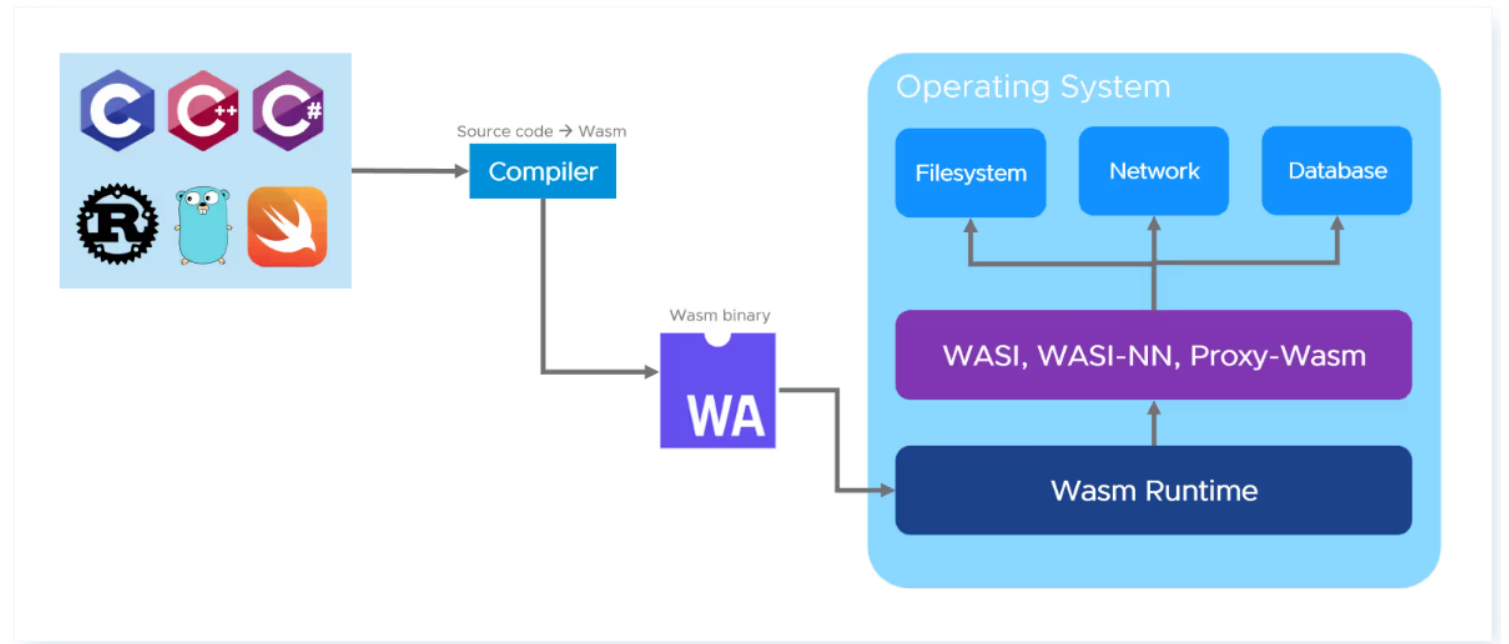 C
C++
C#
R
Source code → Wasm
Compiler
Wasm binary
WA
Operating System
Filesystem
Network
Database
WASI, WASI-NN, Proxy-Wasm
Wasm Runtime